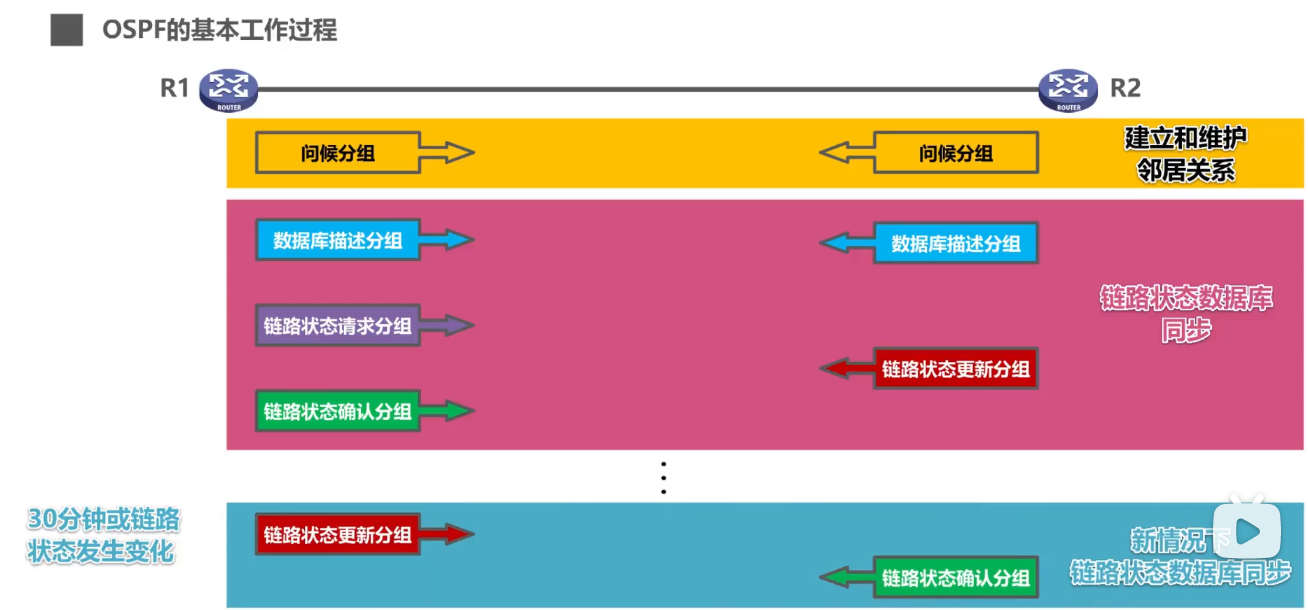 OSPF的基本工作过程
R1
ROUTER
ROUTER
R2
问候分组
问候分组
建立和维护
邻居关系
数据库描述分组
数据库描述分组
链路状态请求分组
链路状态数据库
同步
链路状态更新分组
链路状态确认分组
30分钟或链路
状态发生变化
链路状态更新分组
链路状态确认分组
新情况下
链路状态数据库同步